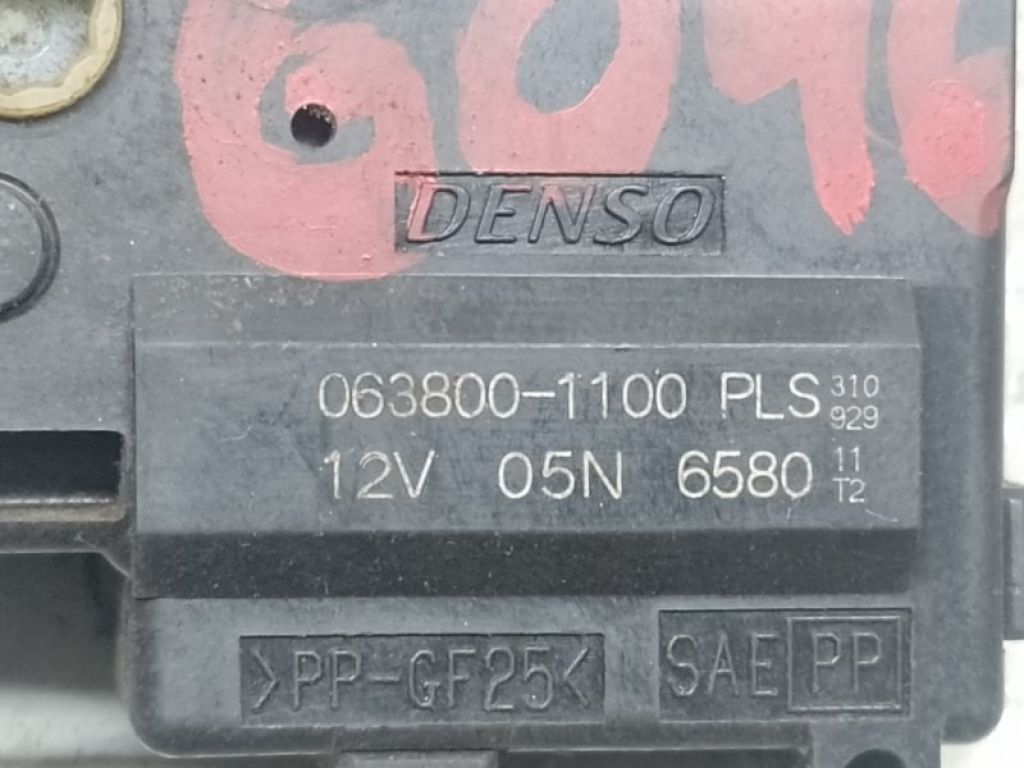 DENSO
063800-1100 PLS 310
929
12V 05N 6580 11
T2
>PP-GF25<
SAE PP